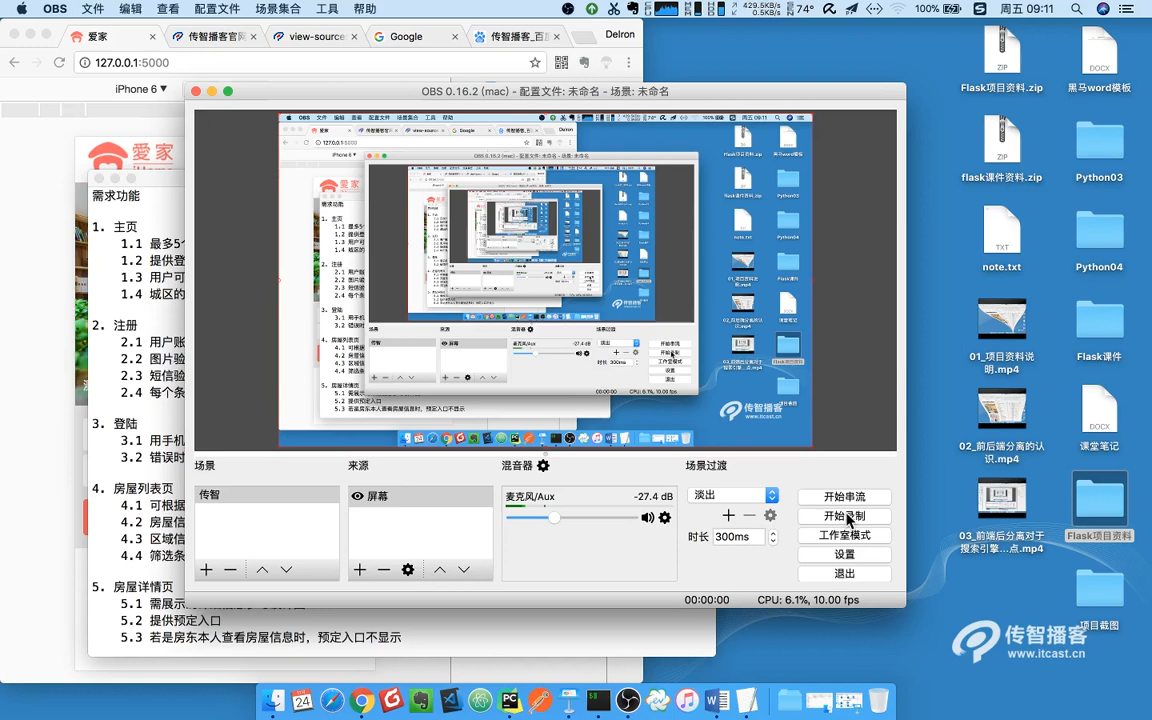 OBS 文件 编辑 查看 配置文件 场景集合 工具 帮助
429.5KB/s
0.5KB/s
74°
100%
周五 09:11
爱家
传智播客官网
view-source:
Google
传智播客_百
Delron
127.0.0.1:5000
iPhone 6 ▼
愛家
需求功能
1. 主页
1.1 最多5个
1.2 提供登
1.3 用户可
1.4 城区的
2. 注册
2.1 用户账
2.2 图片验
2.3 短信验
2.4 每个条
3. 登陆
3.1 用手机
3.2 错误时
4. 房屋列表页
4.1 可根据
4.2 房屋信
4.3 区域信
4.4 筛选条
5. 房屋详情页
5.1 需展示
5.2 提供预定入口
5.3 若是房东本人查看房屋信息时，预定入口不显示
OBS 0.16.2 (mac) - 配置文件: 未命名 - 场景: 未命名
场景
传智
来源
屏幕
混音器
麦克风/Aux -27.4 dB
场景过渡
淡出
时长 300ms
开始串流
开始录制
工作室模式
设置
退出
00:00:00 CPU: 6.1%, 10.00 fps
ZIP
Flask项目资料.zip
DOCX
黑马word模板
ZIP
flask课件资料.zip
Python03
TXT
note.txt
Python04
01_项目资料说
明.mp4
Flask课件
02_前后端分离的认
识.mp4
DOCX
课堂笔记
03_前端后分离对于
搜索引擎...点.mp4
Flask项目资料
项目截图
传智播客
www.itcast.cn
24